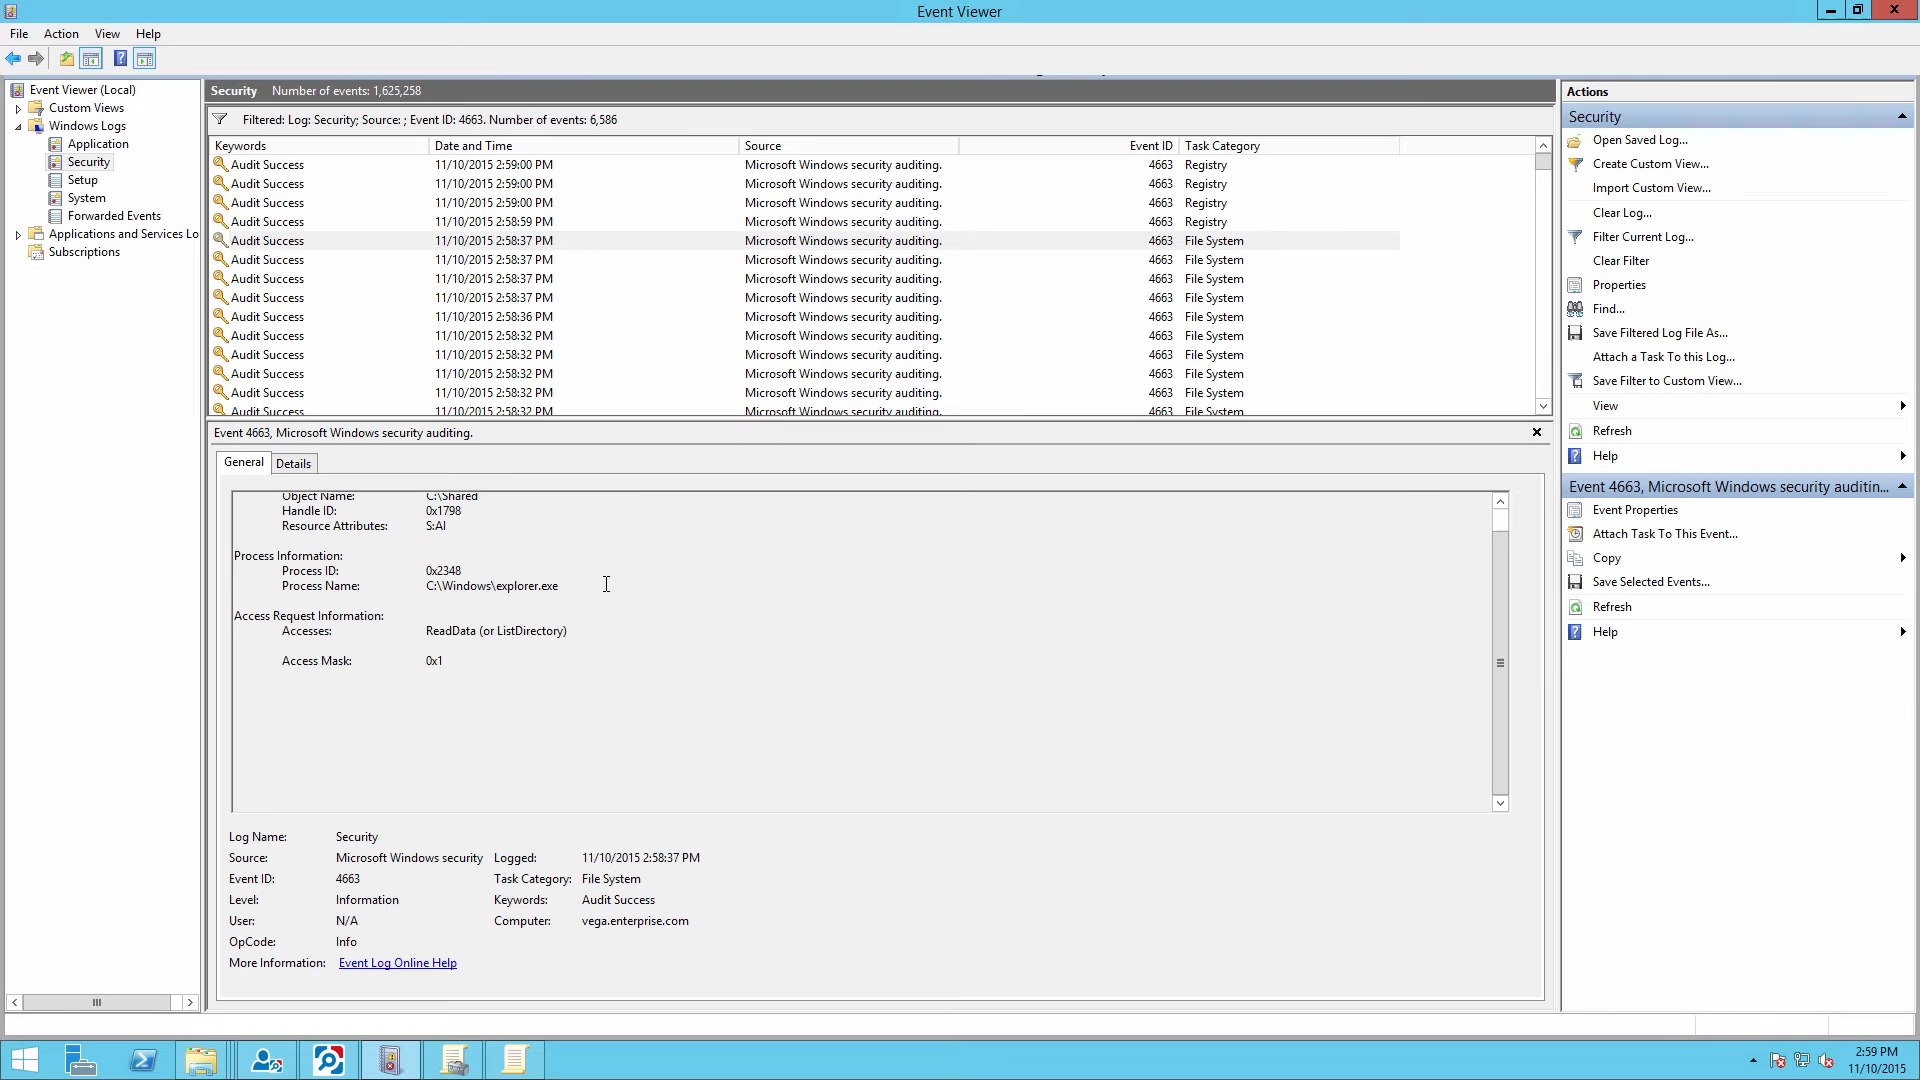 Event Viewer
File Action View Help
Event Viewer (Local)
Custom Views
Windows Logs
Application
Security
Setup
System
Forwarded Events
Applications and Services Lo
Subscriptions
Security Number of events: 1,625,258
Filtered: Log: Security; Source: ; Event ID: 4663. Number of events: 6,586
Keywords Date and Time Source Event ID Task Category
Audit Success 11/10/2015 2:59:00 PM Microsoft Windows security auditing. 4663 Registry
Audit Success 11/10/2015 2:59:00 PM Microsoft Windows security auditing. 4663 Registry
Audit Success 11/10/2015 2:59:00 PM Microsoft Windows security auditing. 4663 Registry
Audit Success 11/10/2015 2:58:59 PM Microsoft Windows security auditing. 4663 Registry
Audit Success 11/10/2015 2:58:37 PM Microsoft Windows security auditing. 4663 File System
Audit Success 11/10/2015 2:58:37 PM Microsoft Windows security auditing. 4663 File System
Audit Success 11/10/2015 2:58:37 PM Microsoft Windows security auditing. 4663 File System
Audit Success 11/10/2015 2:58:37 PM Microsoft Windows security auditing. 4663 File System
Audit Success 11/10/2015 2:58:36 PM Microsoft Windows security auditing. 4663 File System
Audit Success 11/10/2015 2:58:32 PM Microsoft Windows security auditing. 4663 File System
Audit Success 11/10/2015 2:58:32 PM Microsoft Windows security auditing. 4663 File System
Audit Success 11/10/2015 2:58:32 PM Microsoft Windows security auditing. 4663 File System
Audit Success 11/10/2015 2:58:32 PM Microsoft Windows security auditing. 4663 File System
Audit Success 11/10/2015 2:58:32 PM Microsoft Windows security auditing. 4663 File System
Event 4663, Microsoft Windows security auditing.
General Details
Object Name: C:\Shared
Handle ID: 0x1798
Resource Attributes: S:AI
Process Information:
Process ID: 0x2348
Process Name: C:\Windows\explorer.exe
Access Request Information:
Accesses: ReadData (or ListDirectory)
Access Mask: 0x1
Log Name: Security
Source: Microsoft Windows security Logged: 11/10/2015 2:58:37 PM
Event ID: 4663 Task Category: File System
Level: Information Keywords: Audit Success
User: N/A Computer: vega.enterprise.com
OpCode: Info
More Information: Event Log Online Help
Actions
Security
Open Saved Log...
Create Custom View...
Import Custom View...
Clear Log...
Filter Current Log...
Clear Filter
Properties
Find...
Save Filtered Log File As...
Attach a Task To this Log...
Save Filter to Custom View...
View
Refresh
Help
Event 4663, Microsoft Windows security auditin...
Event Properties
Attach Task To This Event...
Copy
Save Selected Events...
Refresh
Help
2:59 PM
11/10/2015